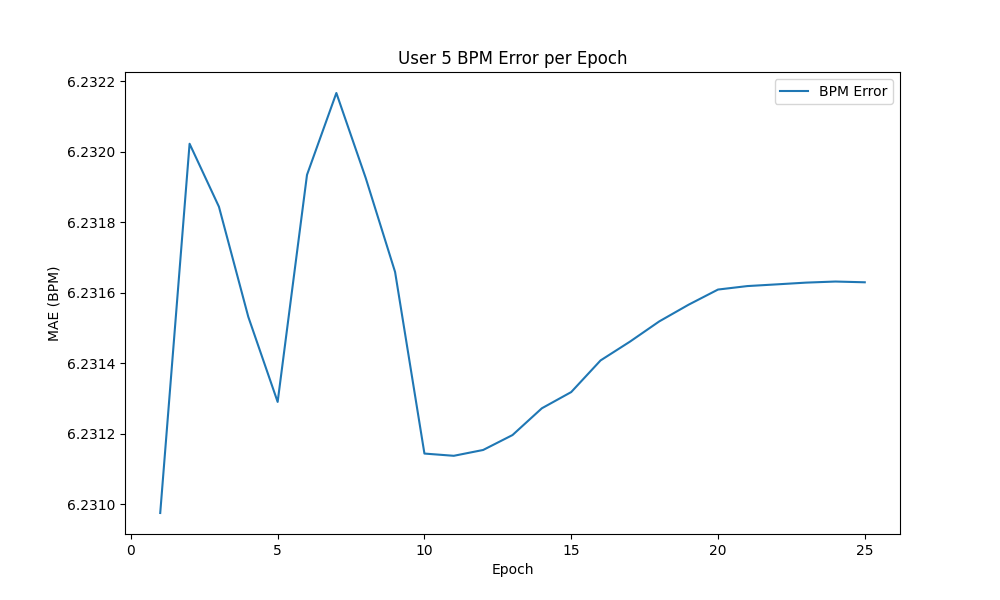 User 5 BPM Error per Epoch
BPM Error
MAE (BPM)
6.2322
6.2320
6.2318
6.2316
6.2314
6.2312
6.2310
0 5 10 15 20 25
Epoch